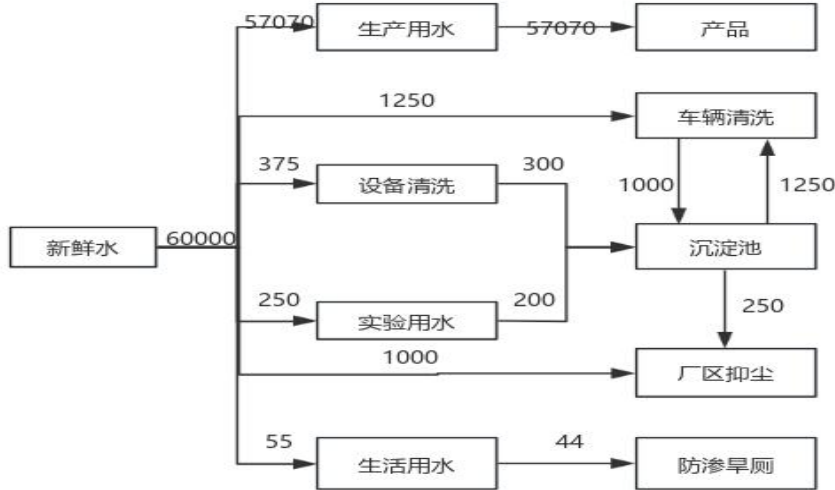 57070
生产用水
57070
产品
1250
车辆清洗
375
设备清洗
300
1000
1250
新鲜水
60000
沉淀池
250
实验用水
200
250
1000
厂区抑尘
55
生活用水
44
防渗旱厕